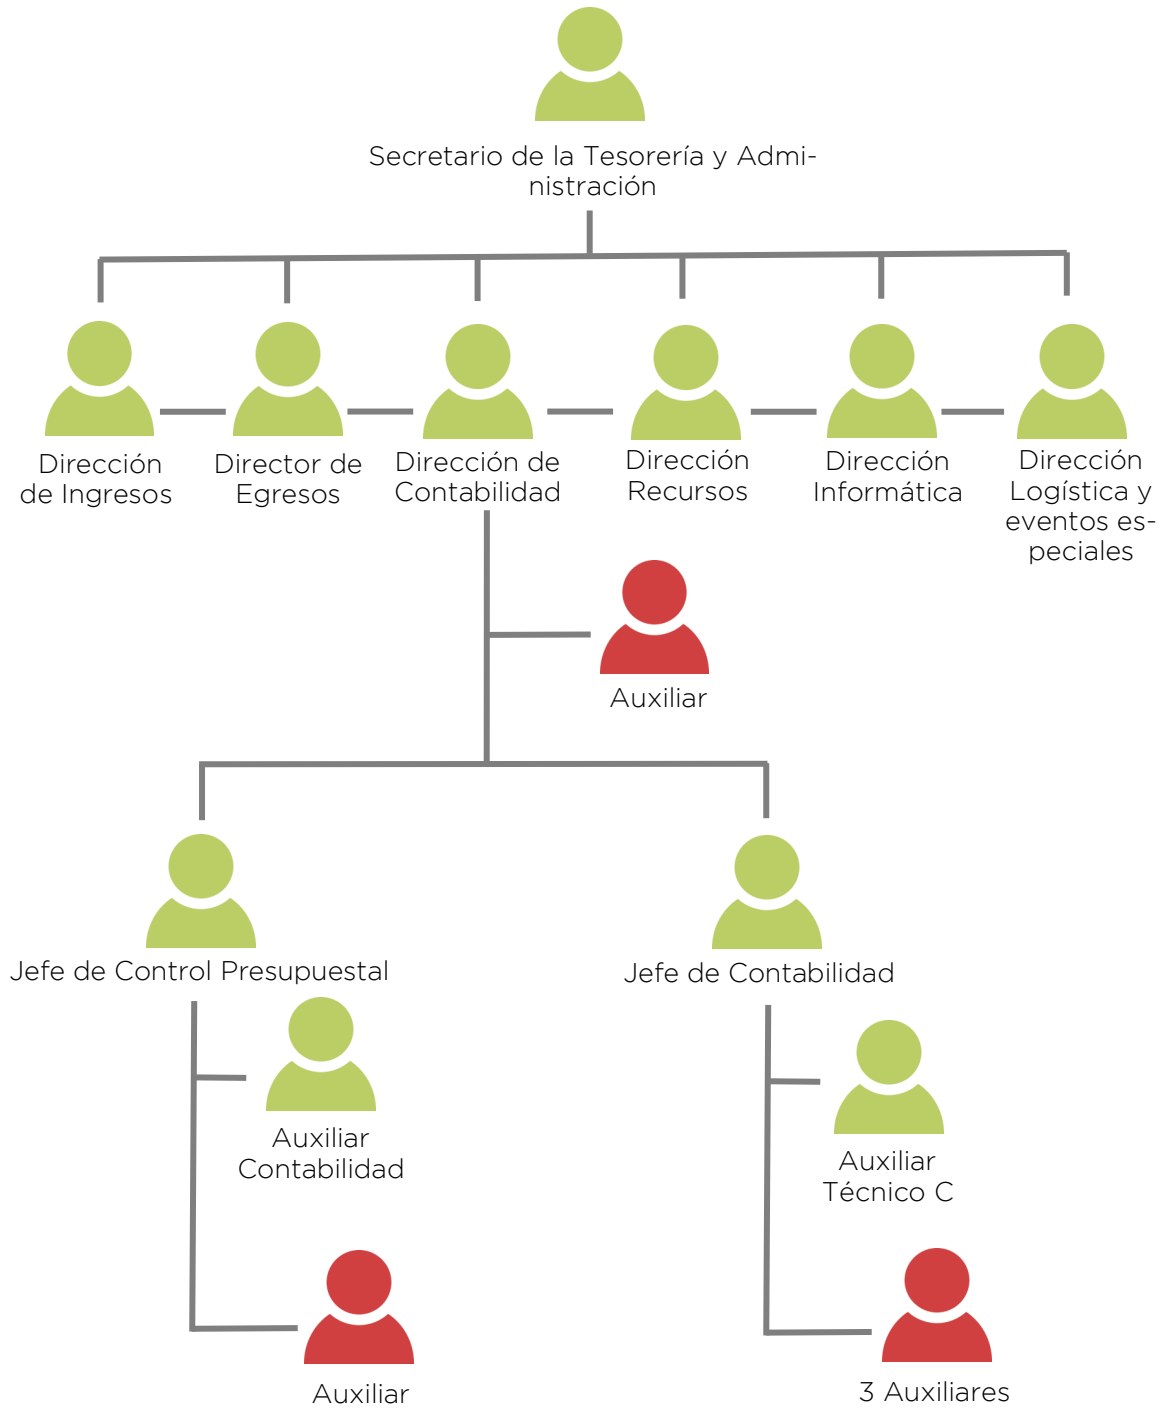 Secretario de la Tesorería y Admi-
nistración
Dirección
de Ingresos
Director de
Egresos
Dirección de
Contabilidad
Dirección
Recursos
Dirección
Informática
Dirección
Logística y
eventos es-
peciales
Auxiliar
Jefe de Control Presupuestal
Jefe de Contabilidad
Auxiliar
Contabilidad
Auxiliar
Técnico C
Auxiliar
3 Auxiliares